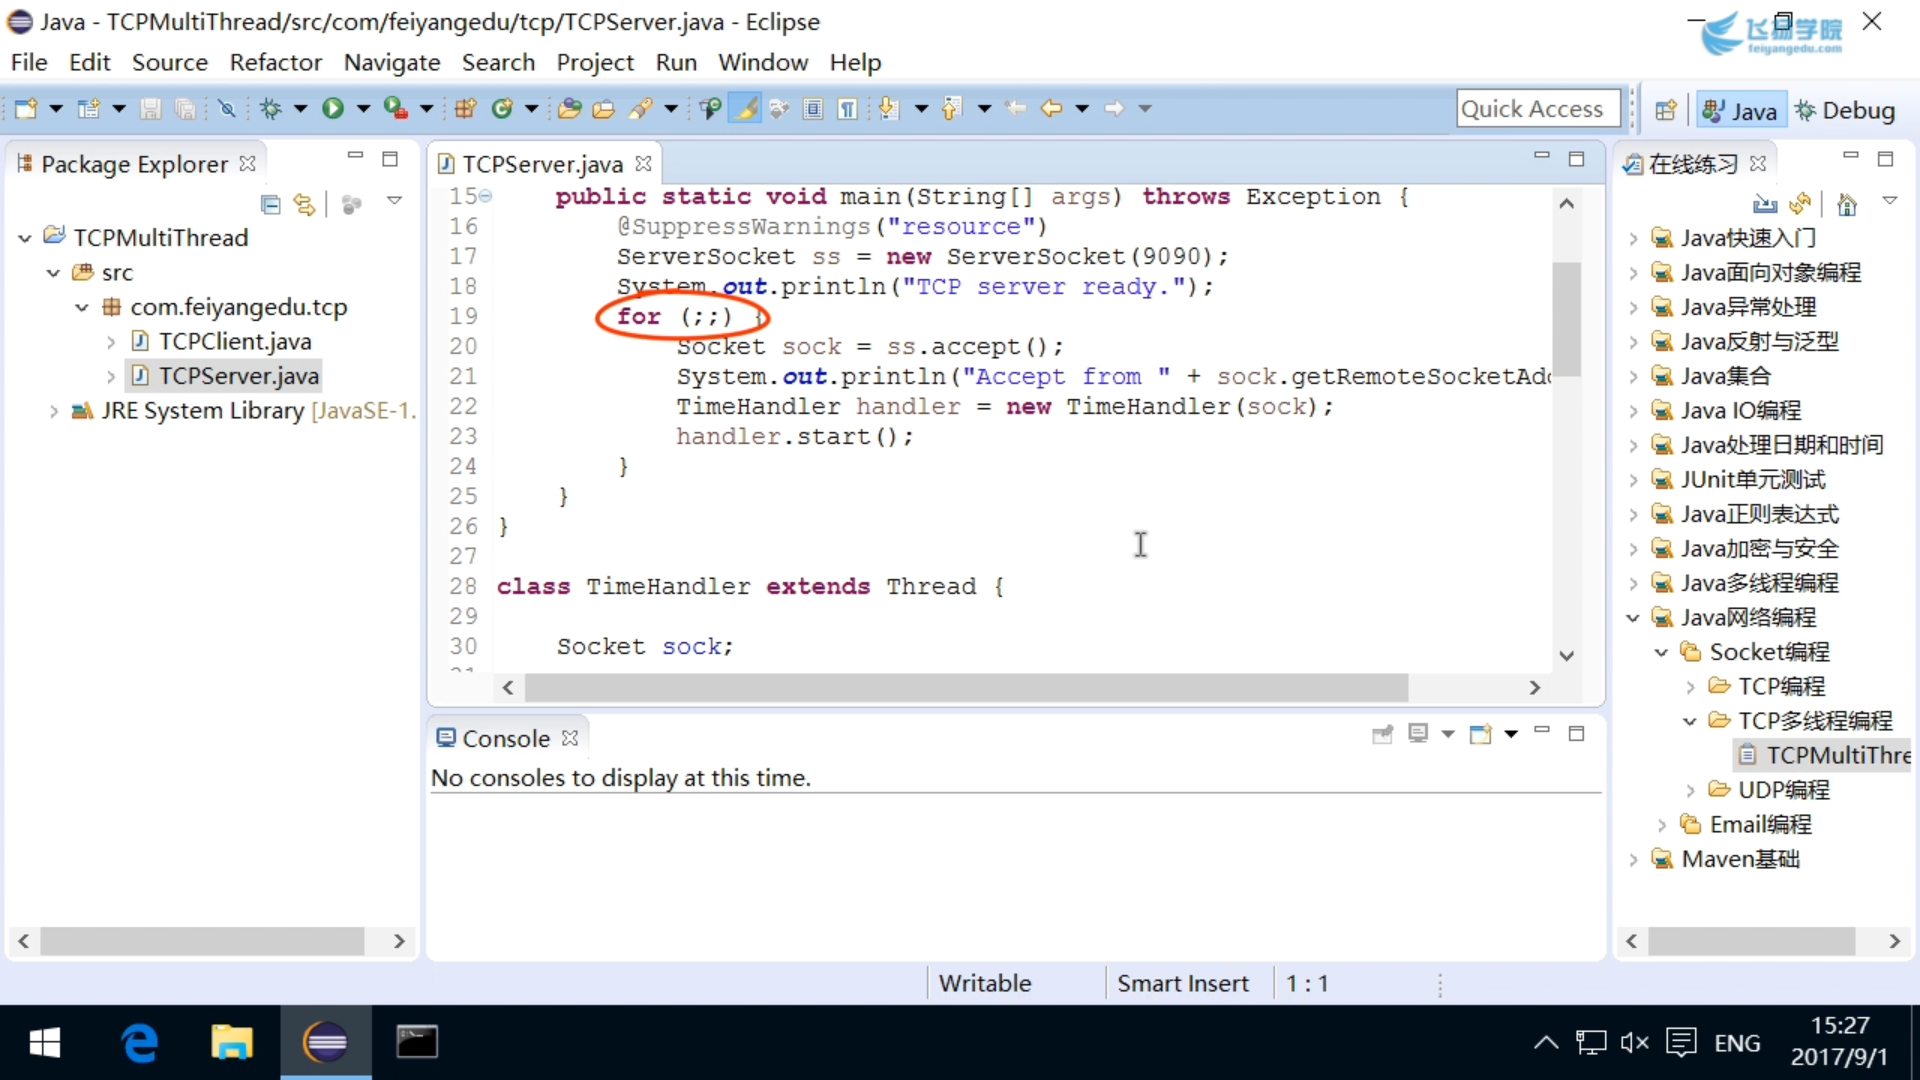 Java - TCPMultiThread/src/com/feiyangedu/tcp/TCPServer.java - Eclipse
飞扬学院
feiyangedu.com
File Edit Source Refactor Navigate Search Project Run Window Help
Quick Access
Java
Debug
Package Explorer
TCPMultiThread
src
com.feiyangedu.tcp
TCPClient.java
TCPServer.java
JRE System Library [JavaSE-1.
TCPServer.java
15 public static void main(String[] args) throws Exception {
16 @SuppressWarnings("resource")
17 ServerSocket ss = new ServerSocket(9090);
18 System.out.println("TCP server ready.");
19 for (;;) {
20 Socket sock = ss.accept();
21 System.out.println("Accept from " + sock.getRemoteSocketAdd
22 TimeHandler handler = new TimeHandler(sock);
23 handler.start();
24 }
25 }
26 }
27
28 class TimeHandler extends Thread {
29
30 Socket sock;
Console
No consoles to display at this time.
在线练习
Java快速入门
Java面向对象编程
Java异常处理
Java反射与泛型
Java集合
Java IO编程
Java处理日期和时间
JUnit单元测试
Java正则表达式
Java加密与安全
Java多线程编程
Java网络编程
Socket编程
TCP编程
TCP多线程编程
TCPMultiThre
UDP编程
Email编程
Maven基础
Writable
Smart Insert
1 : 1
ENG
15:27
2017/9/1